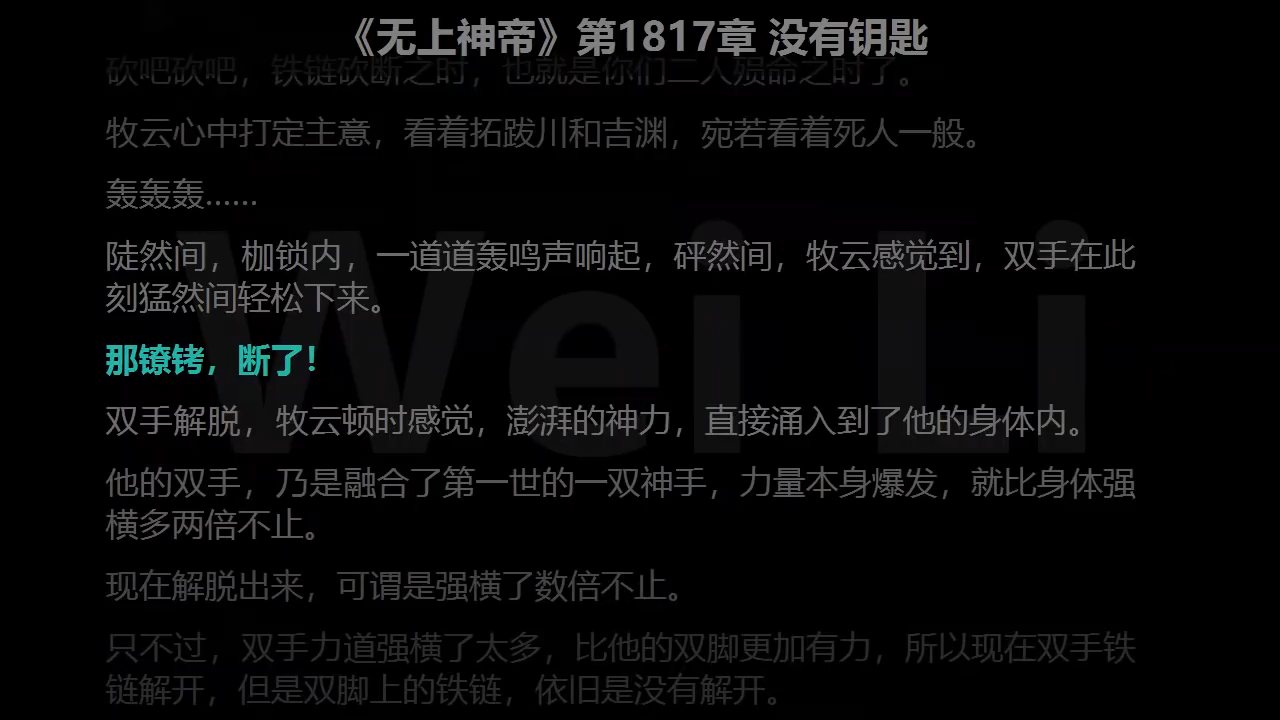 《无上神帝》第1817章 没有钥匙
砍吧砍吧，铁链砍断之时，也就是你们二人殒命之时了。
牧云心中打定主意，看着拓跋川和吉渊，宛若看着死人一般。
轰轰轰……
陡然间，枷锁内，一道道轰鸣声响起，砰然间，牧云感觉到，双手在此
刻猛然间轻松下来。
那镣铐，断了！
双手解脱，牧云顿时感觉，澎湃的神力，直接涌入到了他的身体内。
他的双手，乃是融合了第一世的一双神手，力量本身爆发，就比身体强
横多两倍不止。
现在解脱出来，可谓是强横了数倍不止。
只不过，双手力道强横了太多，比他的双脚更加有力，所以现在双手铁
链解开，但是双脚上的铁链，依旧是没有解开。
Wei Li